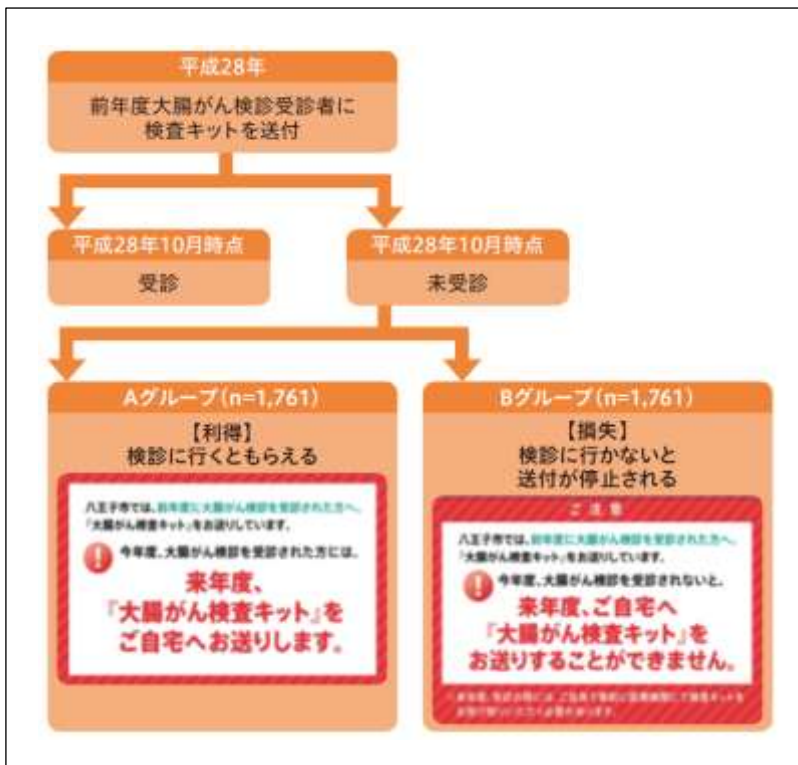 平成28年
前年度大腸がん検診受診者に
検査キットを送付
平成28年10月時点
受診
平成28年10月時点
未受診
Aグループ(n=1,761)
【利得】
検診に行くともらえる
八王子市では、前年度に大腸がん検診を受診された方へ、
「大腸がん検査キット」をお送りしています。
今年度、大腸がん検診を受診された方には、
来年度、
『大腸がん検査キット』を
ご自宅へお送りします。
Bグループ(n=1,761)
【損失】
検診に行かないと
送付が停止される
ご注意
八王子市では、前年度に大腸がん検診を受診された方へ、
「大腸がん検査キット」をお送りしています。
今年度、大腸がん検診を受診されないと、
来年度、ご自宅へ
『大腸がん検査キット』を
お送りすることができません。